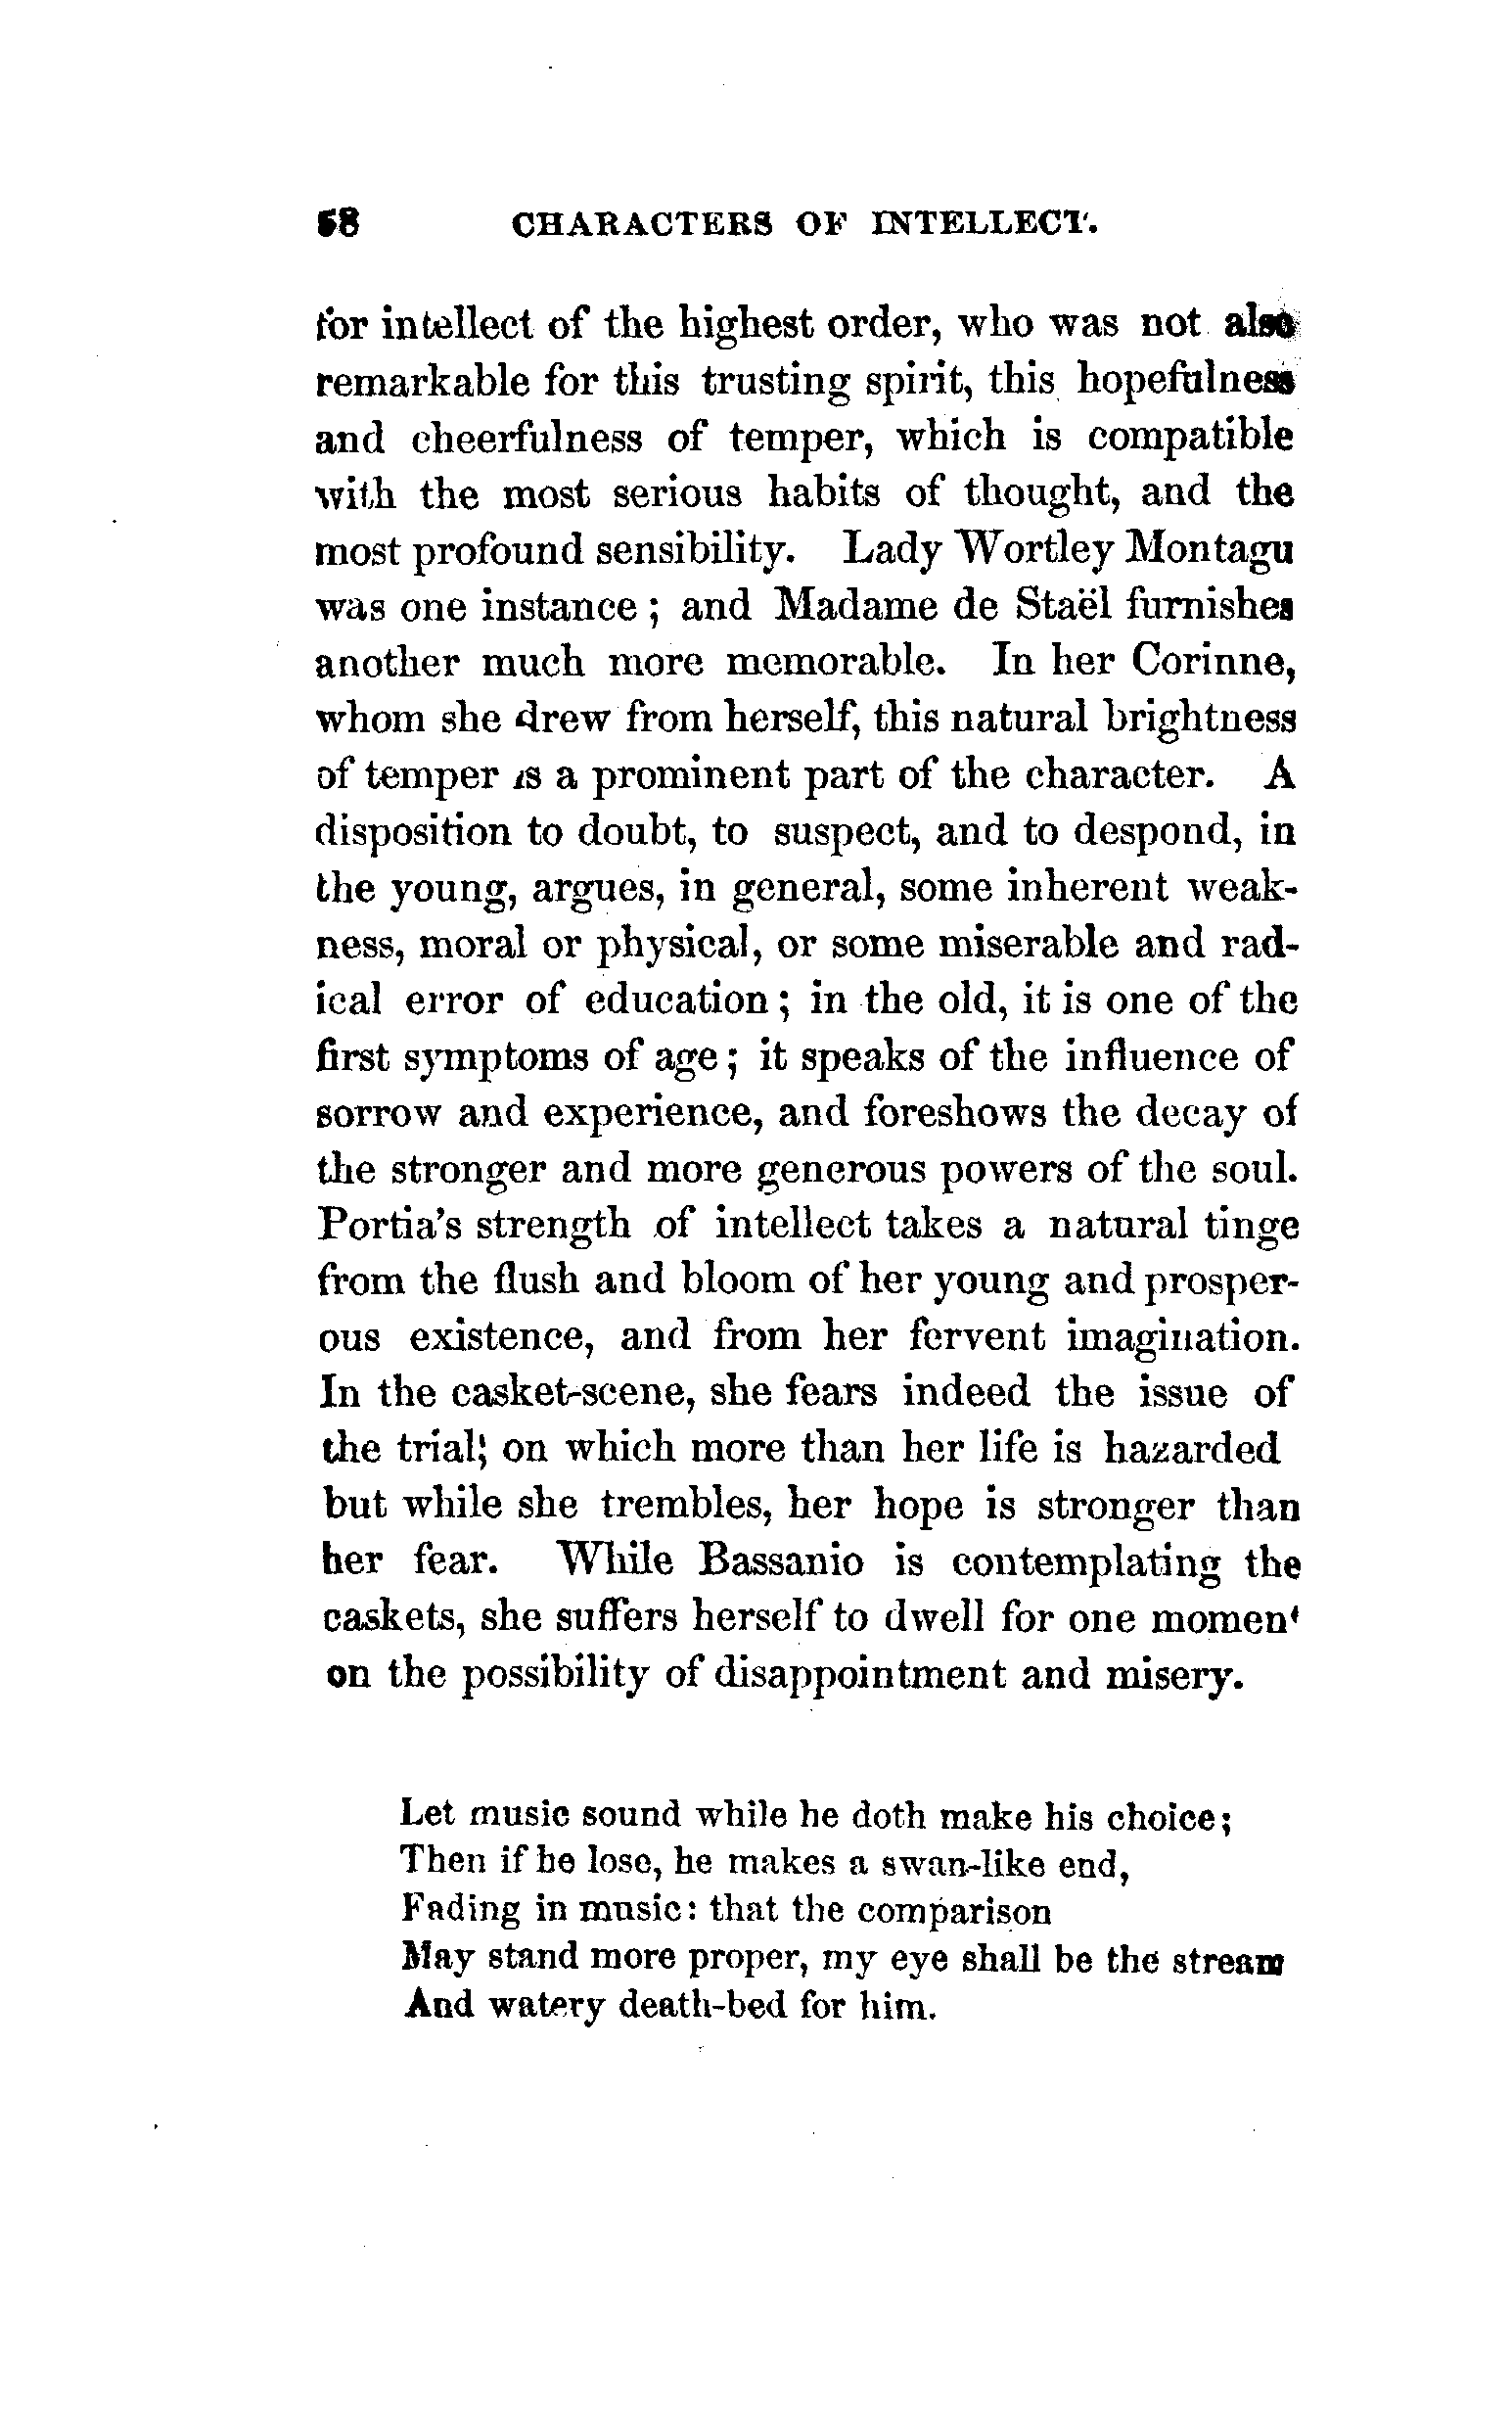 58 CHARACTERS OF INTELLECT.
for intellect of the highest order, who was not also
remarkable for this trusting spirit, this hopefulness
and cheerfulness of temper, which is compatible
with the most serious habits of thought, and the
most profound sensibility. Lady Wortley Montagu
was one instance; and Madame de Staël furnishes
another much more memorable. In her Corinne,
whom she drew from herself, this natural brightness
of temper is a prominent part of the character. A
disposition to doubt, to suspect, and to despond, in
the young, argues, in general, some inherent weak-
ness, moral or physical, or some miserable and rad-
ical error of education; in the old, it is one of the
first symptoms of age; it speaks of the influence of
sorrow and experience, and foreshows the decay of
the stronger and more generous powers of the soul.
Portia's strength of intellect takes a natural tinge
from the flush and bloom of her young and prosper-
ous existence, and from her fervent imagination.
In the casket-scene, she fears indeed the issue of
the trial; on which more than her life is hazarded
but while she trembles, her hope is stronger than
her fear. While Bassanio is contemplating the
caskets, she suffers herself to dwell for one moment
on the possibility of disappointment and misery.
Let music sound while he doth make his choice;
Then if he lose, he makes a swan-like end,
Fading in music: that the comparison
May stand more proper, my eye shall be the stream
And watery death-bed for him.